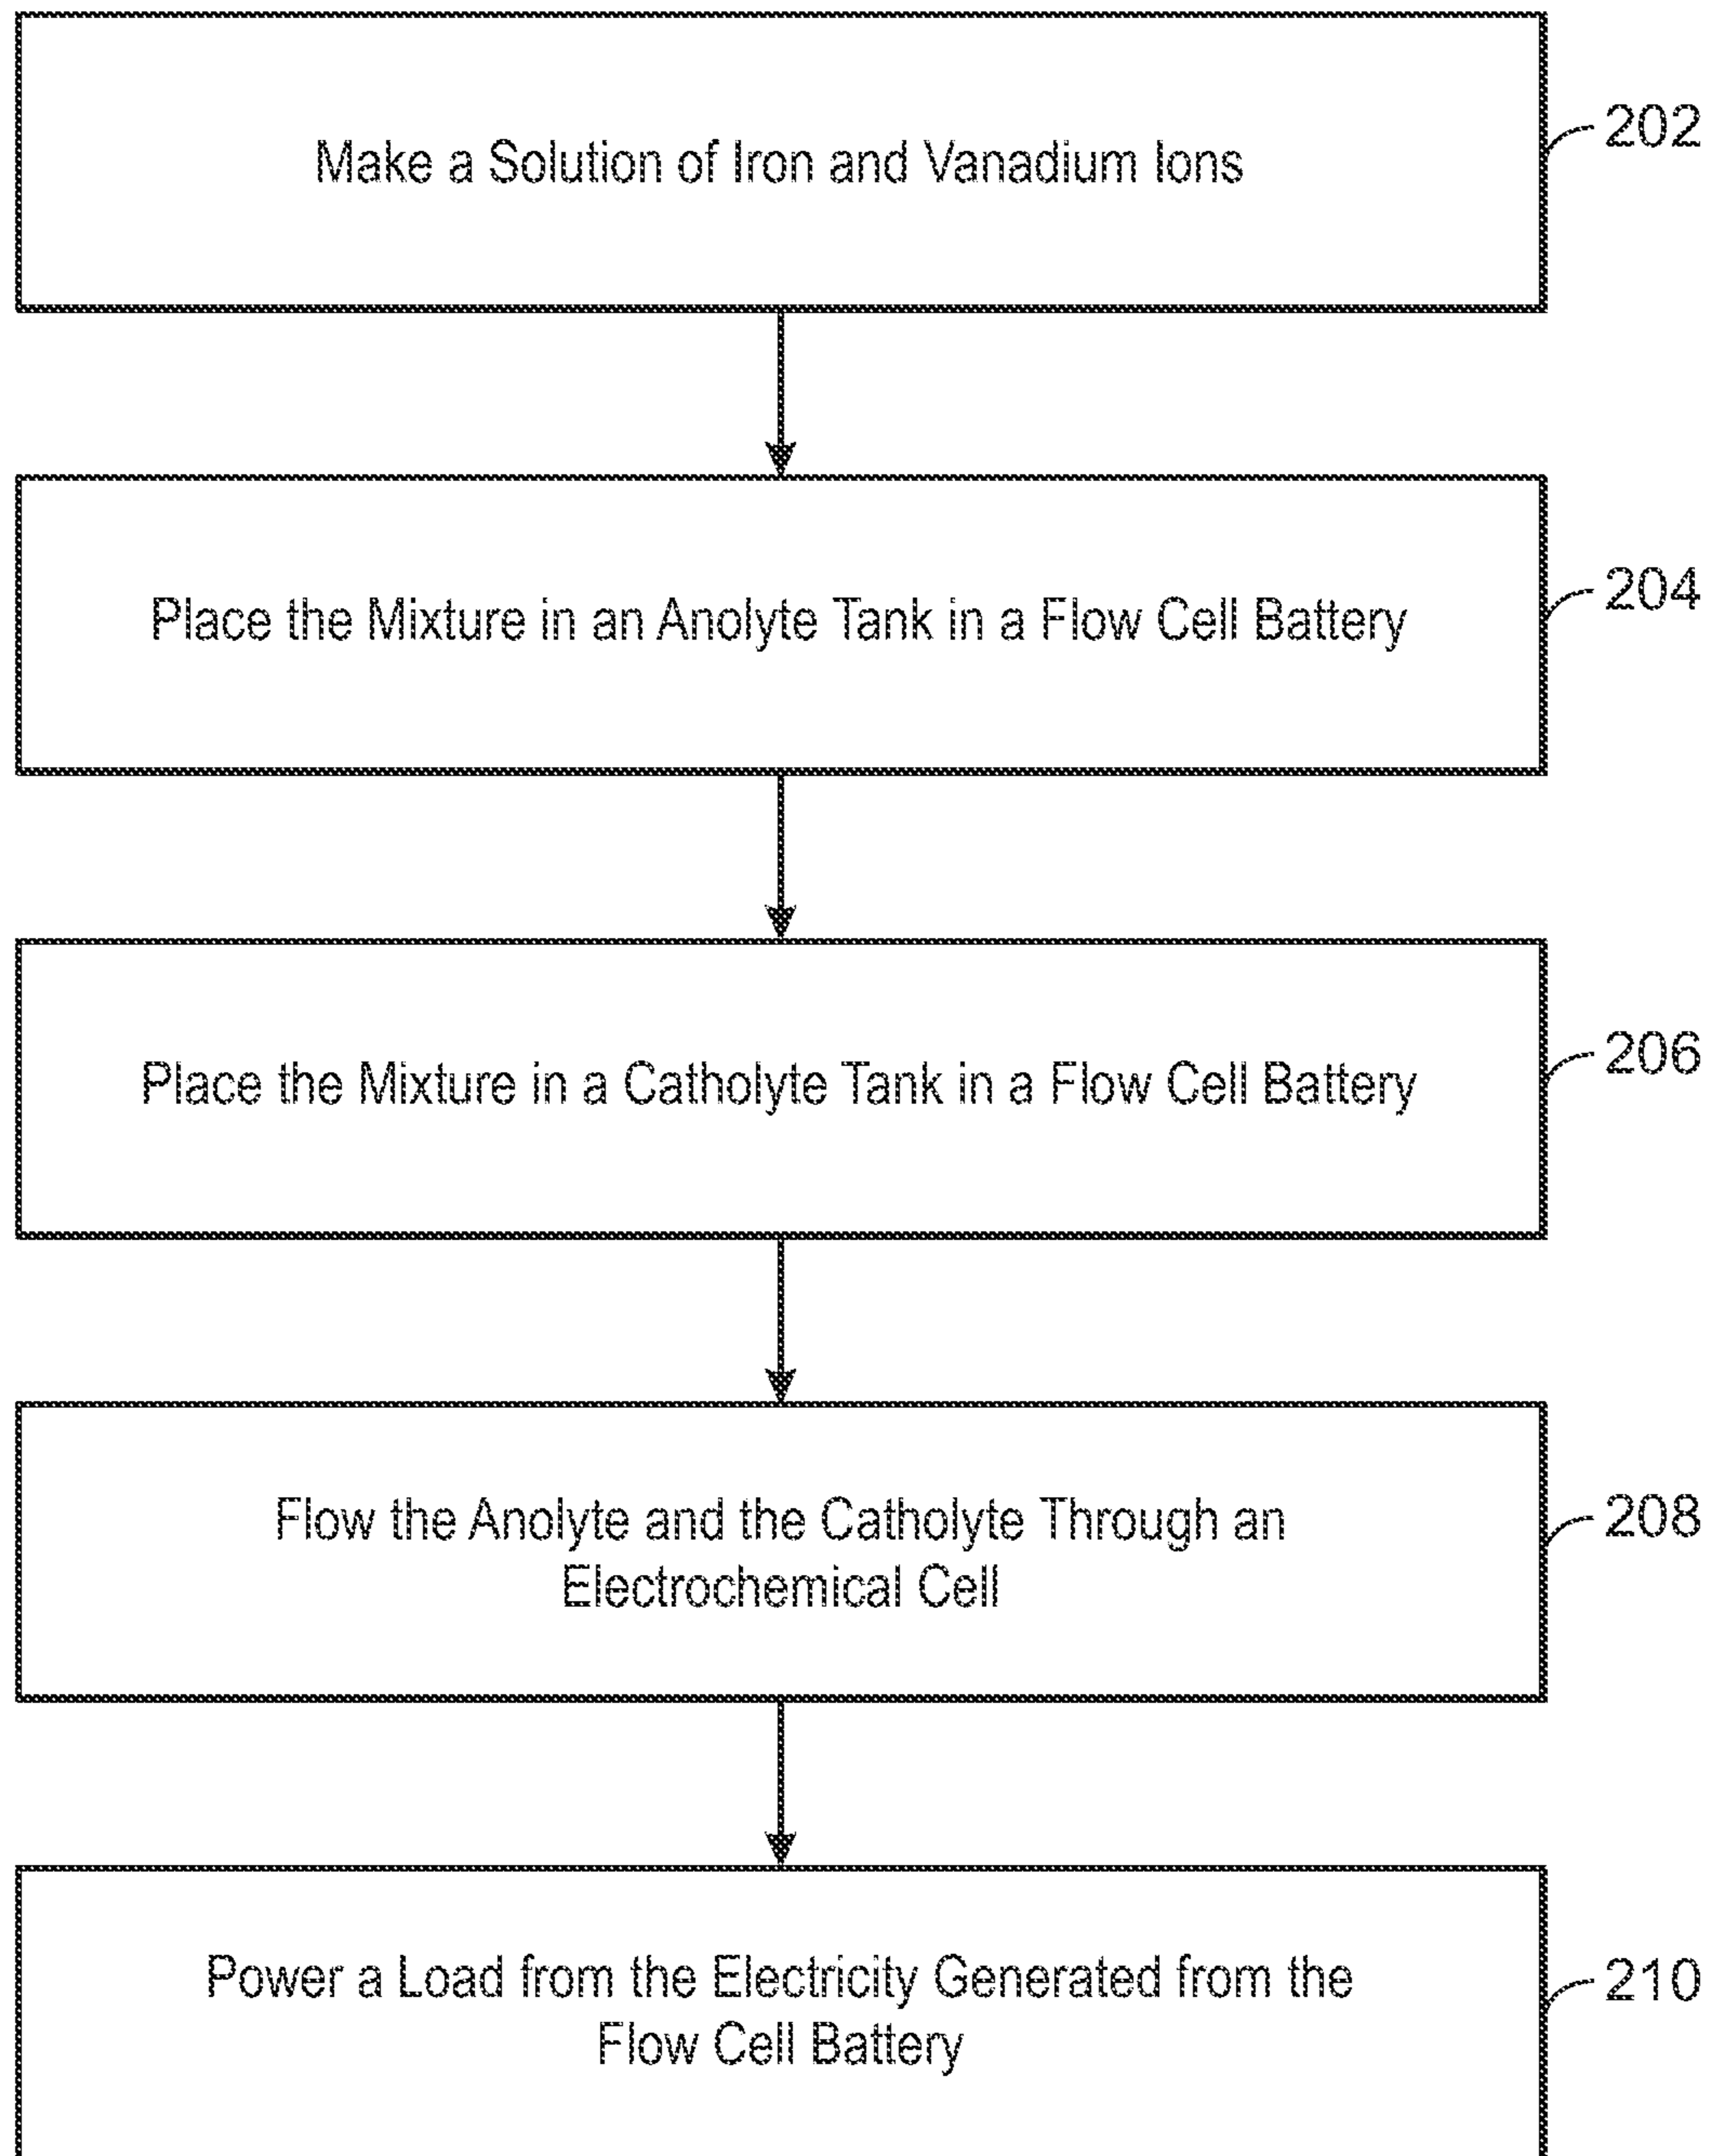 Make a Solution of Iron and Vanadium Ions
202
Place the Mixture in an Anolyte Tank in a Flow Cell Battery
204
Place the Mixture in a Catholyte Tank in a Flow Cell Battery
206
Flow the Anolyte and the Catholyte Through an
Electrochemical Cell
208
Power a Load from the Electricity Generated from the
Flow Cell Battery
210